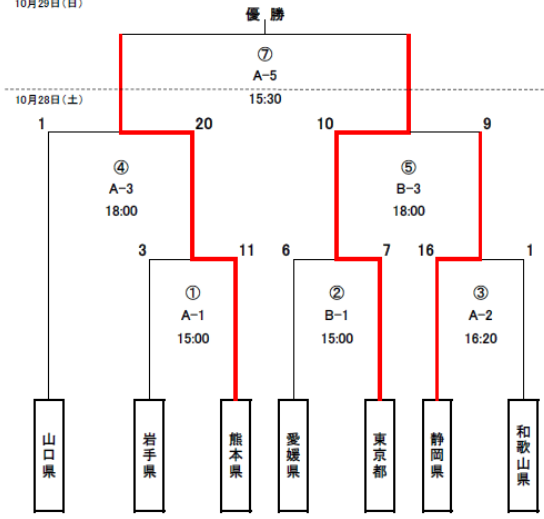 10月29日(日)
優 勝
⑦
A-5
15:30
10月28日(土)
1
20
10
9
④
A-3
18:00
⑤
B-3
18:00
3
11
6
7
16
1
①
A-1
15:00
②
B-1
15:00
③
A-2
16:20
山口県
岩手県
熊本県
愛媛県
東京都
静岡県
和歌山県